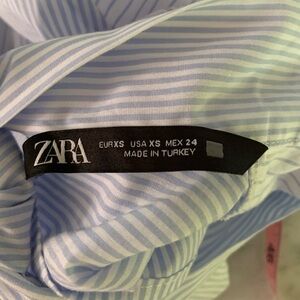 ZARA
EUR XS USA XS MEX 24
MADE IN TURKEY